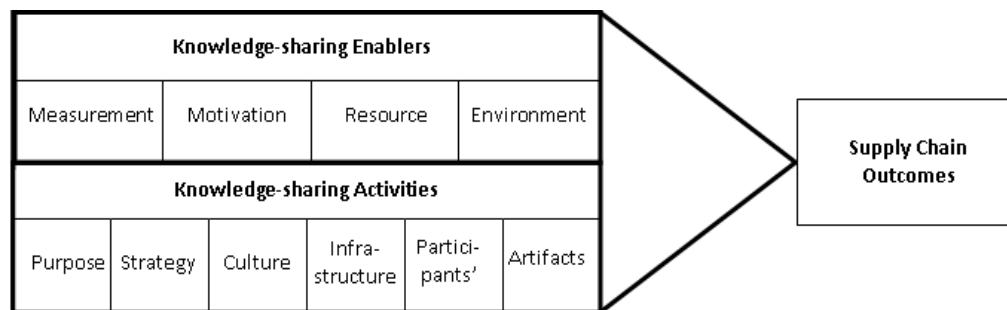 Knowledge-sharing Enablers
Measurement Motivation Resource Environment
Knowledge-sharing Activities
Purpose Strategy Culture Infra-
structure Partici-
pants' Artifacts
Supply Chain
Outcomes